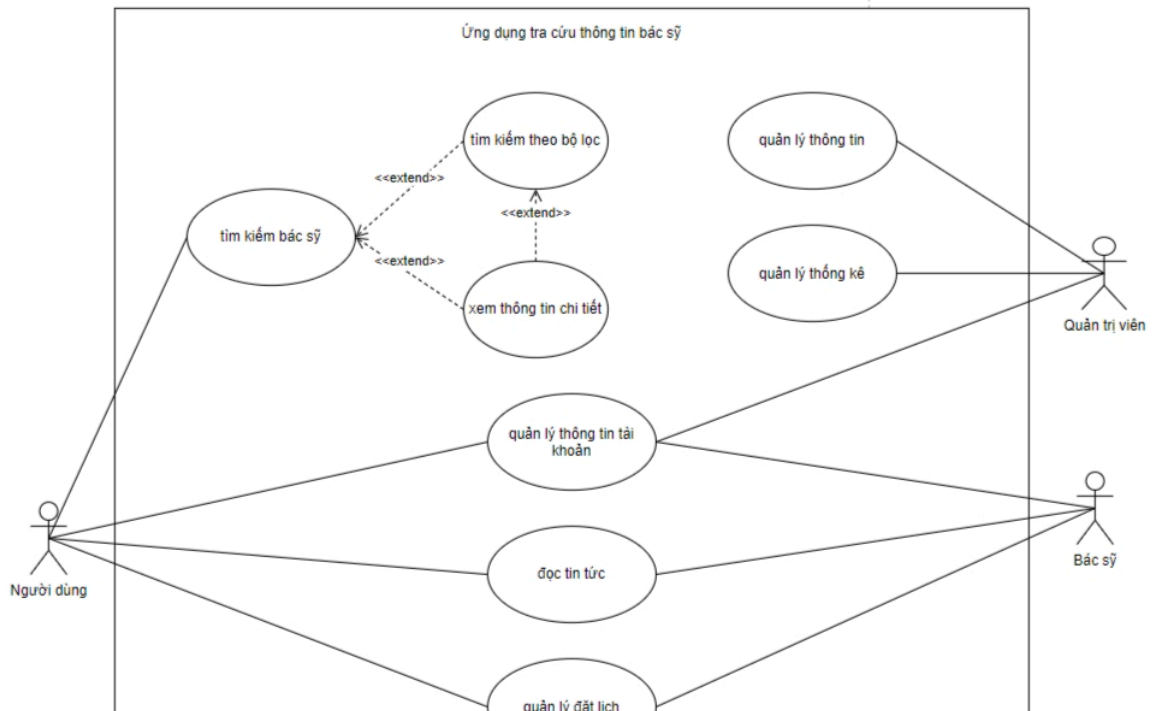 Ứng dụng tra cứu thông tin bác sỹ
tìm kiếm theo bộ lọc
quản lý thông tin
<<extend>>
<<extend>>
tìm kiếm bác sỹ
<<extend>>
quản lý thống kê
xem thông tin chi tiết
Quản trị viên
quản lý thông tin tài
khoản
Bác sỹ
đọc tin tức
Người dùng
quản lý đặt lịch